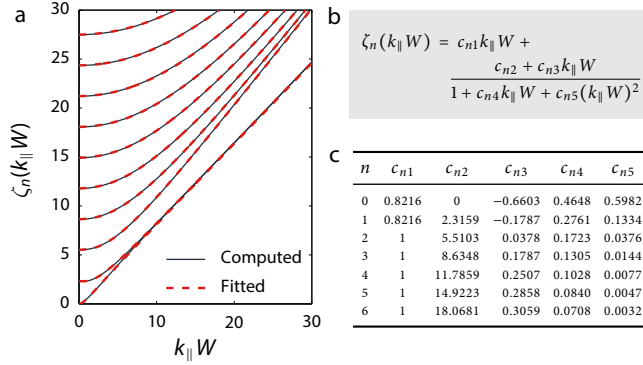 a
30
25
20
15
10
5
0
ζn(k∥W)
Computed
Fitted
0 10 20 30
k∥W
b
ζn(k∥W) = cn1k∥W +
cn2 + cn3k∥W
1 + cn4k∥W + cn5(k∥W)²
c
n cn1 cn2 cn3 cn4 cn5
0 0.8216 0 −0.6603 0.4648 0.5982
1 0.8216 2.3159 −0.1787 0.2761 0.1334
2 1 5.5103 0.0378 0.1723 0.0376
3 1 8.6348 0.1787 0.1305 0.0144
4 1 11.7859 0.2507 0.1028 0.0077
5 1 14.9223 0.2858 0.0840 0.0047
6 1 18.0681 0.3059 0.0708 0.0032